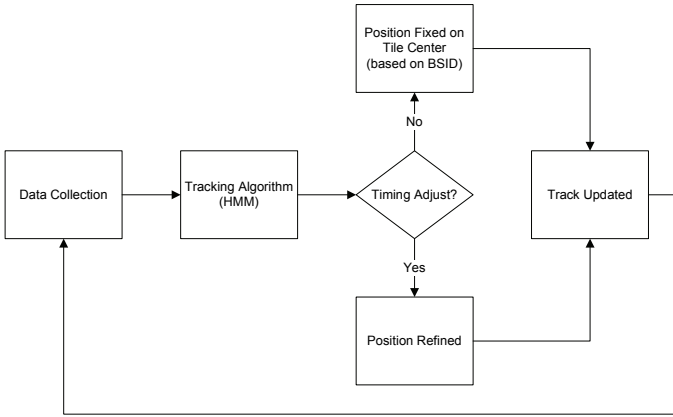 Position Fixed on
Tile Center
(based on BSID)
No
Data Collection
Tracking Algorithm
(HMM)
Timing Adjust?
Track Updated
Yes
Position Refined